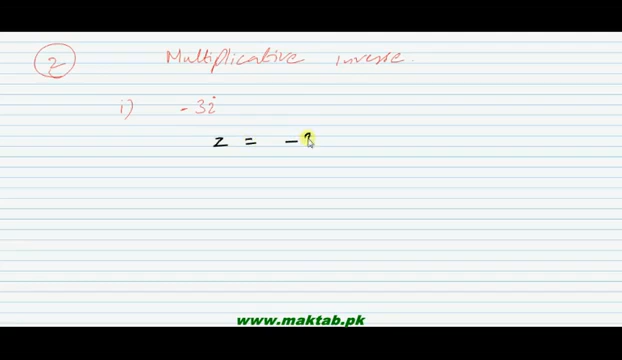 2 Multiplicative inverse.
i) - 3i
z = -
www.maktab.pk